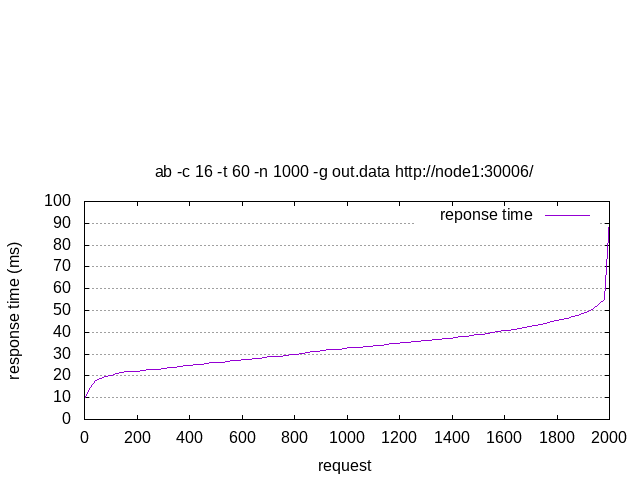 ab -c 16 -t 60 -n 1000 -g out.data http://node1:30006/
reponse time
response time (ms)
100
90
80
70
60
50
40
30
20
10
0
0 200 400 600 800 1000 1200 1400 1600 1800 2000
request